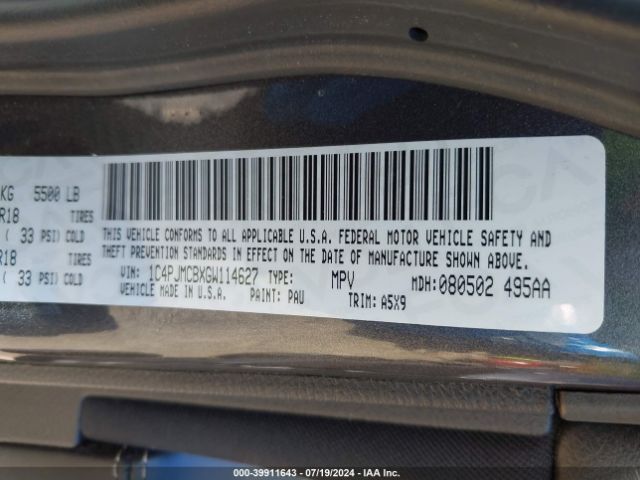 KG 5500 LB
R18 TIRES
( 33 PSI) COLD
R18 TIRES
( 33 PSI) COLD
THIS VEHICLE CONFORMS TO ALL APPLICABLE U.S.A. FEDERAL MOTOR VEHICLE SAFETY AND
THEFT PREVENTION STANDARDS IN EFFECT ON THE DATE OF MANUFACTURE SHOWN ABOVE.
VIN: 1C4PJMCBXGW114627 TYPE: MPV MDH: 080502 495AA
VEHICLE MADE IN U.S.A. PAINT: PAU TRIM: A5X9
000-39911643 - 07/19/2024 - IAA Inc.